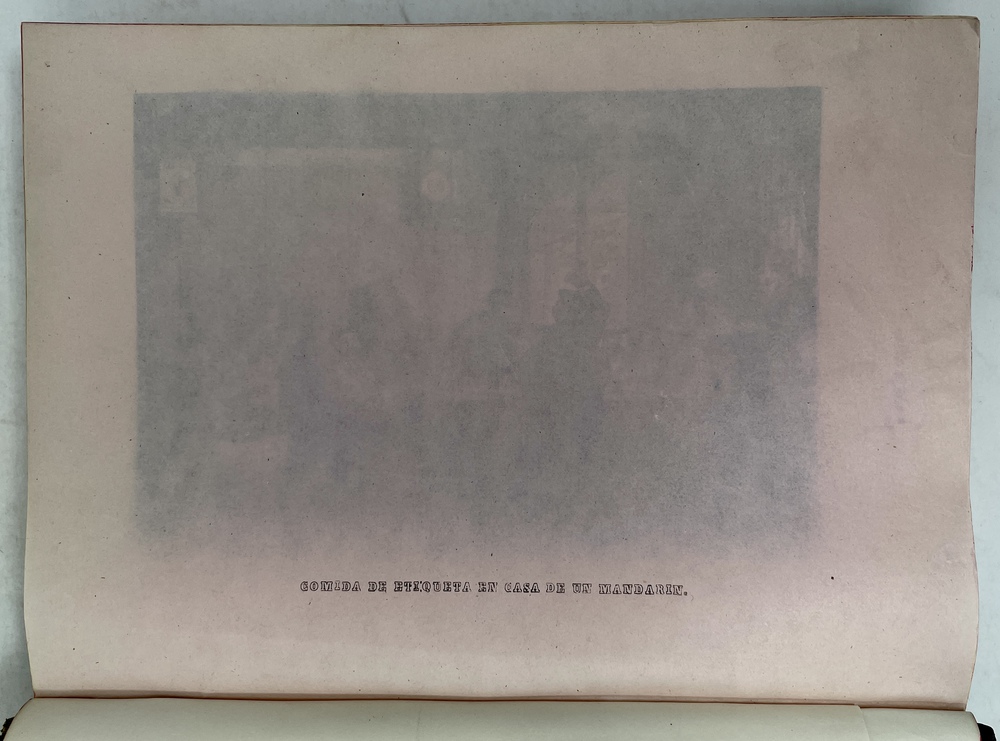 COMIDA DE ETIQUETA EN CASA DE UN MANDARIN.